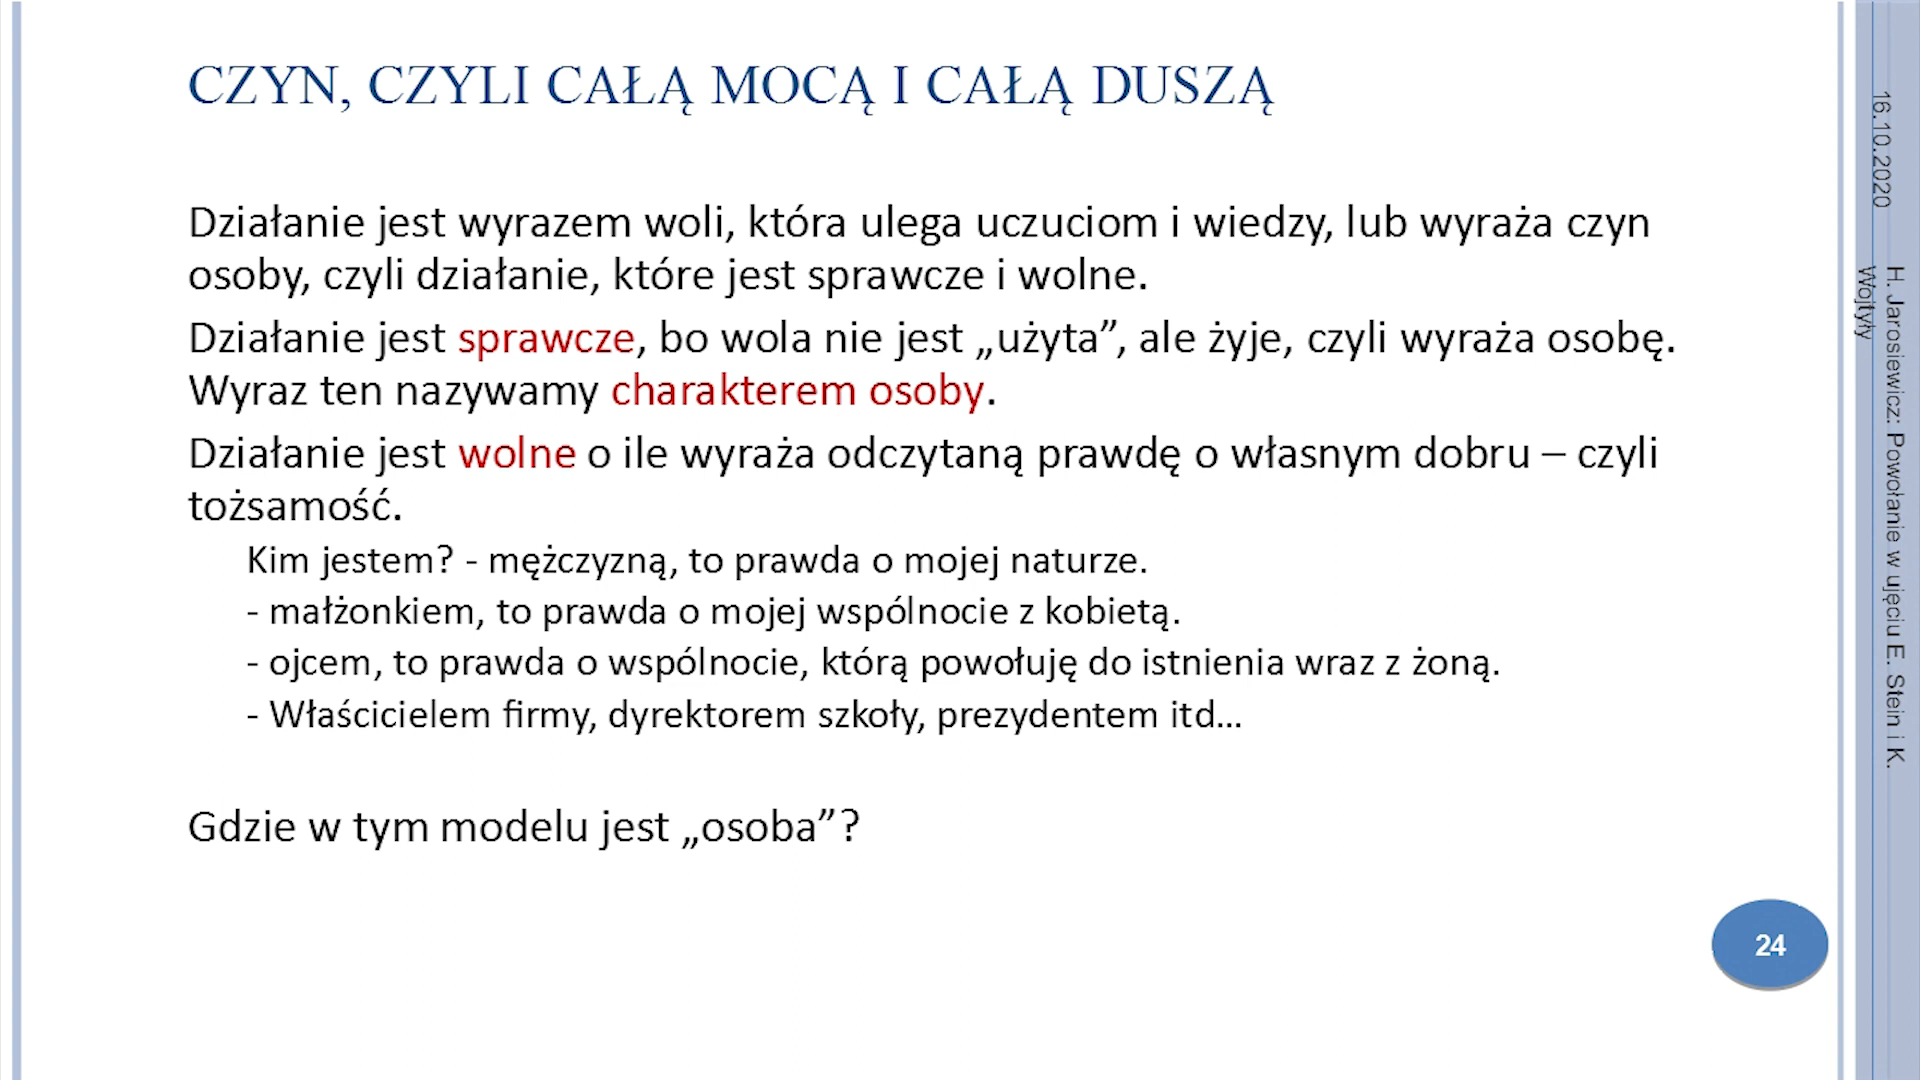 CZYN, CZYLI CAŁĄ MOCĄ I CAŁĄ DUSZĄ
Działanie jest wyrazem woli, która ulega uczuciom i wiedzy, lub wyraża czyn
osoby, czyli działanie, które jest sprawcze i wolne.
Działanie jest sprawcze, bo wola nie jest „użyta”, ale żyje, czyli wyraża osobę.
Wyraz ten nazywamy charakterem osoby.
Działanie jest wolne o ile wyraża odczytaną prawdę o własnym dobru – czyli
tożsamość.
Kim jestem? - mężczyzną, to prawda o mojej naturze.
- małżonkiem, to prawda o mojej wspólnocie z kobietą.
- ojcem, to prawda o wspólnocie, którą powołuję do istnienia wraz z żoną.
- Właścicielem firmy, dyrektorem szkoły, prezydentem itd...
Gdzie w tym modelu jest „osoba”?
24
16.10.2020
H. Jarosiewicz: Powołanie w ujęciu E. Stein i K.
Wojtyły